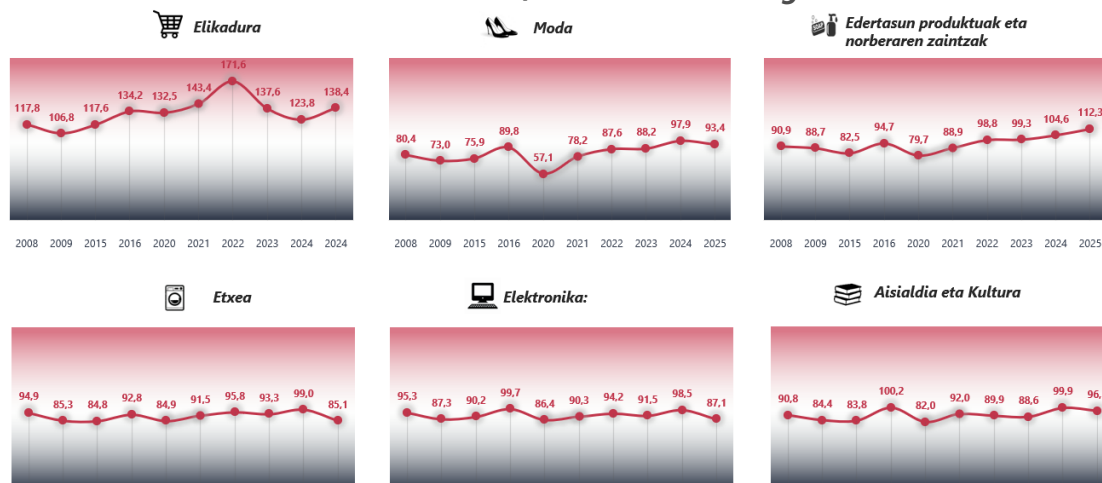 Elikadura
Moda
Edertasun produktuak eta
norberaren zaintzak
117,8 106,8 117,6 134,2 132,5 143,4 171,6 137,6 123,8 138,4
80,4 73,0 75,9 89,8 57,1 78,2 87,6 88,2 97,9 93,4
90,9 88,7 82,5 94,7 79,7 88,9 98,8 99,3 104,6 112,3
2008 2009 2015 2016 2020 2021 2022 2023 2024 2024
2008 2009 2015 2016 2020 2021 2022 2023 2024 2025
2008 2009 2015 2016 2020 2021 2022 2023 2024 2025
Etxea
Elektronika:
Aisialdia eta Kultura
94,9 85,3 84,8 92,8 84,9 91,5 95,8 93,3 99,0 85,1
95,3 87,3 90,2 99,7 86,4 90,3 94,2 91,5 98,5 87,1
90,8 84,4 83,8 100,2 82,0 92,0 89,9 88,6 99,9 96,